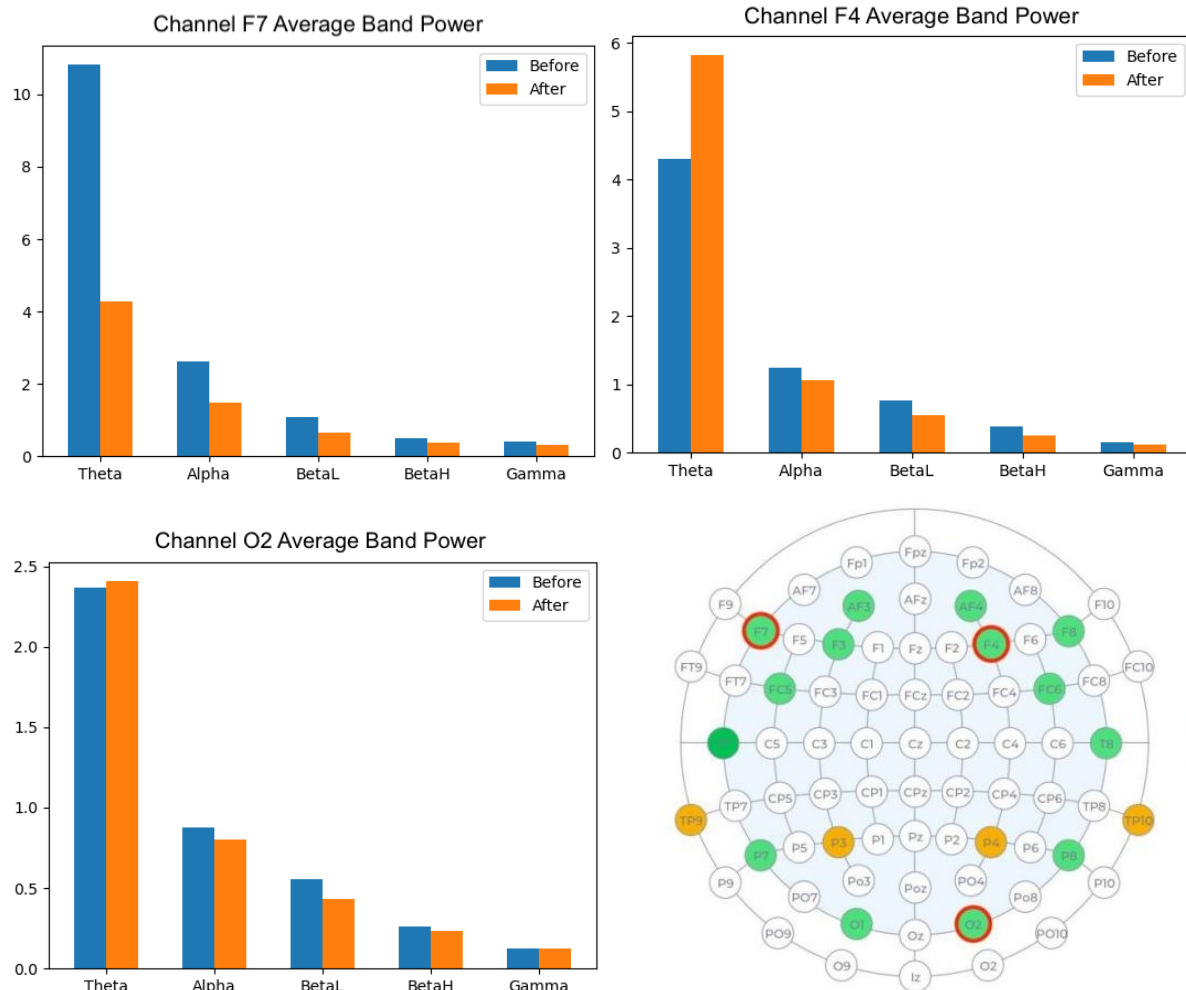 Channel F7 Average Band Power
Before
After
10
8
6
4
2
0
Theta Alpha BetaL BetaH Gamma
Channel F4 Average Band Power
Before
After
6
5
4
3
2
1
0
Theta Alpha BetaL BetaH Gamma
Channel O2 Average Band Power
Before
After
2.5
2.0
1.5
1.0
0.5
0.0
Theta Alpha BetaL BetaH Gamma
Fpz
Fp1 Fp2
AF7 AF8
F9 AF3 AFz AF4 F10
F7 F5 F3 F1 Fz F2 F4 F6 F8
FT9 FT7 FC5 FC3 FC1 FCz FC2 FC4 FC6 FC8 FC10
C5 C3 C1 Cz C2 C4 C6 T8
TP9 TP7 CP5 CP3 CP1 CPz CP2 CP4 CP6 TP8 TP10
P7 P5 P3 P1 Pz P2 P4 P6 P8
P9 Po3 Poz PO4 P10
PO7 Po8
O1 O2
PO9 Oz PO10
O9 Iz O2